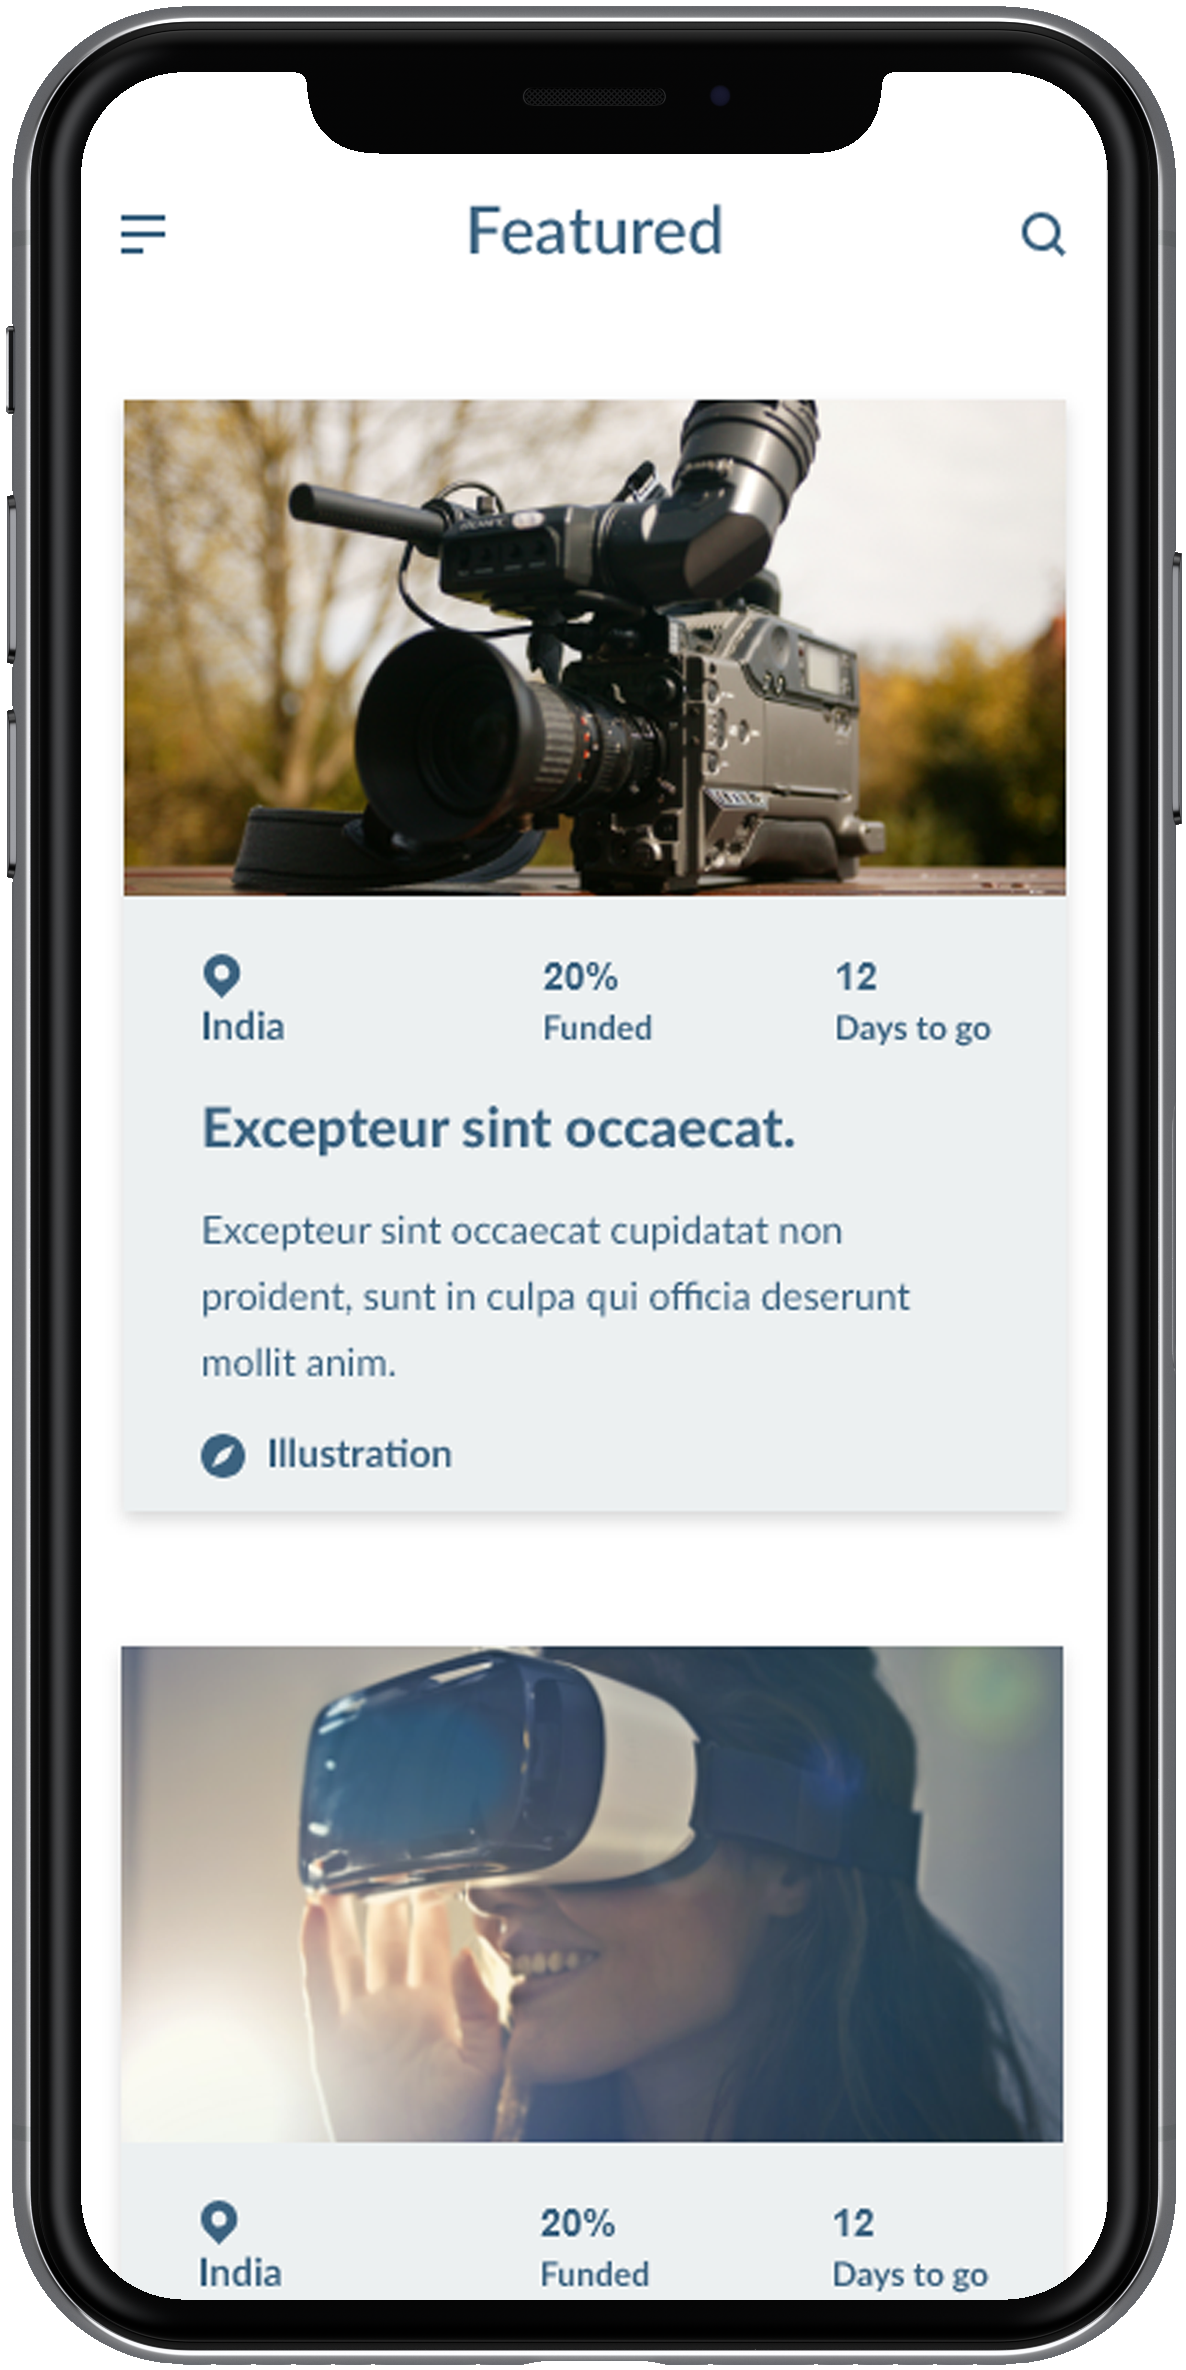 Featured
India
20%
Funded
12
Days to go
Excepteur sint occaecat.
Excepteur sint occaecat cupidatat non
proident, sunt in culpa qui officia deserunt
mollit anim.
Illustration
India
20%
Funded
12
Days to go